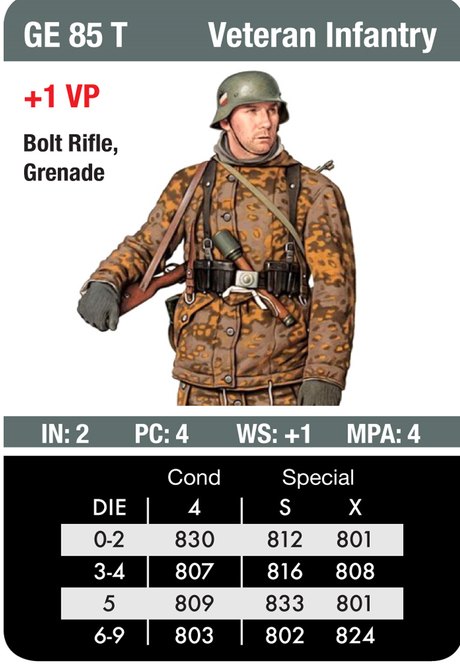 GE 85 T Veteran Infantry
+1 VP
Bolt Rifle,
Grenade
IN: 2 PC: 4 WS: +1 MPA: 4
Cond Special
DIE 4 S X
0-2 830 812 801
3-4 807 816 808
5 809 833 801
6-9 803 802 824